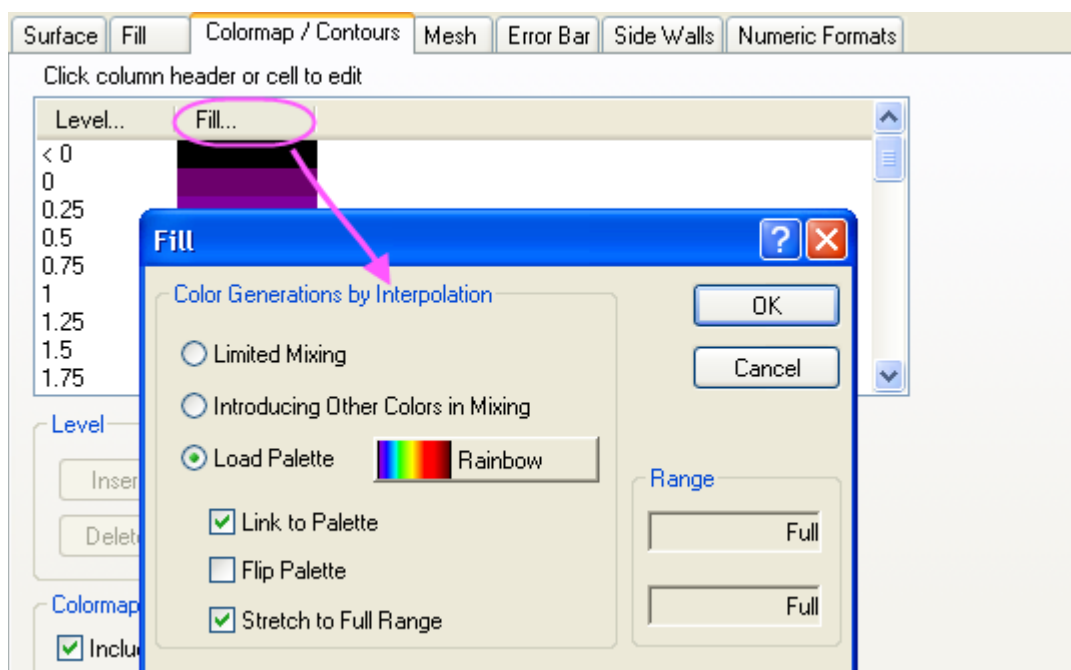 Surface Fill Colormap / Contours Mesh Error Bar Side Walls Numeric Formats
Click column header or cell to edit
Level... Fill...
< 0
0
0.25
0.5
0.75
1
1.25
1.5
1.75
Fill
Color Generations by Interpolation
OK
Limited Mixing
Cancel
Introducing Other Colors in Mixing
Load Palette Rainbow
Link to Palette
Flip Palette
Stretch to Full Range
Range
Full
Full
Level
Colormap